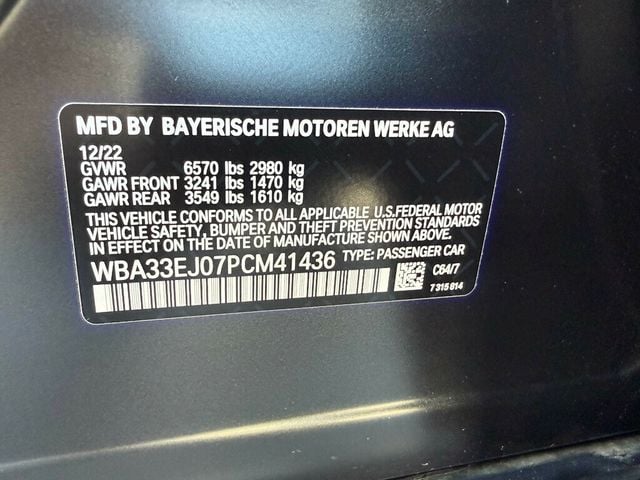 MFD BY BAYERISCHE MOTOREN WERKE AG
12/22
GVWR 6570 lbs 2980 kg
GAWR FRONT 3241 lbs 1470 kg
GAWR REAR 3549 lbs 1610 kg
THIS VEHICLE CONFORMS TO ALL APPLICABLE U.S.FEDERAL MOTOR
VEHICLE SAFETY, BUMPER AND THEFT PREVENTION STANDARDS
IN EFFECT ON THE DATE OF MANUFACTURE SHOWN ABOVE.
WBA33EJ07PCM41436 TYPE: PASSENGER CAR
C64/7
7 315 014